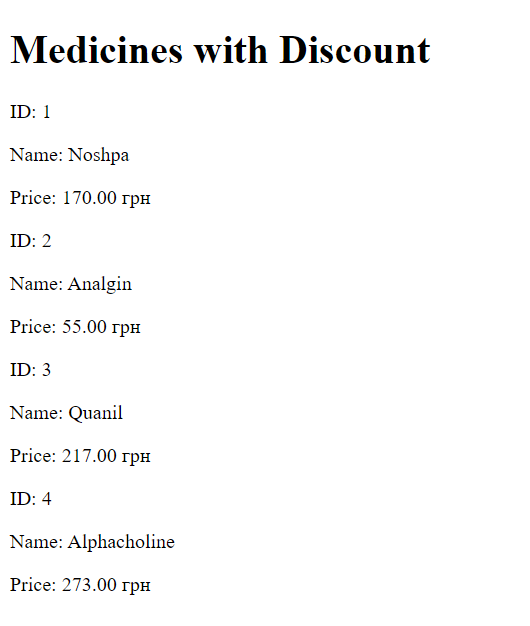 Medicines with Discount
ID: 1
Name: Noshpa
Price: 170.00 грн
ID: 2
Name: Analgin
Price: 55.00 грн
ID: 3
Name: Quanil
Price: 217.00 грн
ID: 4
Name: Alphacholine
Price: 273.00 грн